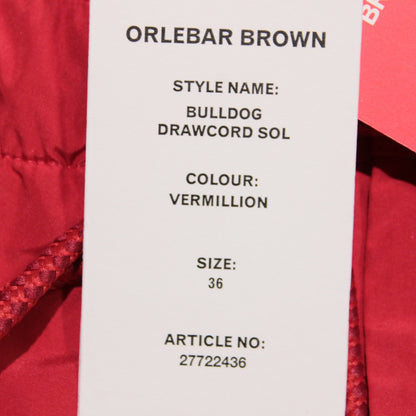 ORLEBAR BROWN
STYLE NAME:
BULLDOG
DRAWCORD SOL
COLOUR:
VERMILLION
SIZE:
36
ARTICLE NO:
27722436